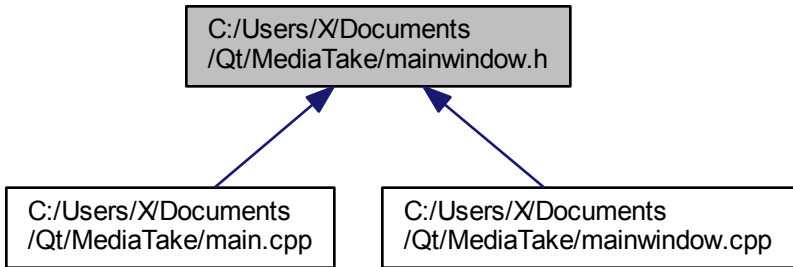 C:/Users/X/Documents
/Qt/MediaTake/mainwindow.h
C:/Users/X/Documents
/Qt/MediaTake/main.cpp
C:/Users/X/Documents
/Qt/MediaTake/mainwindow.cpp